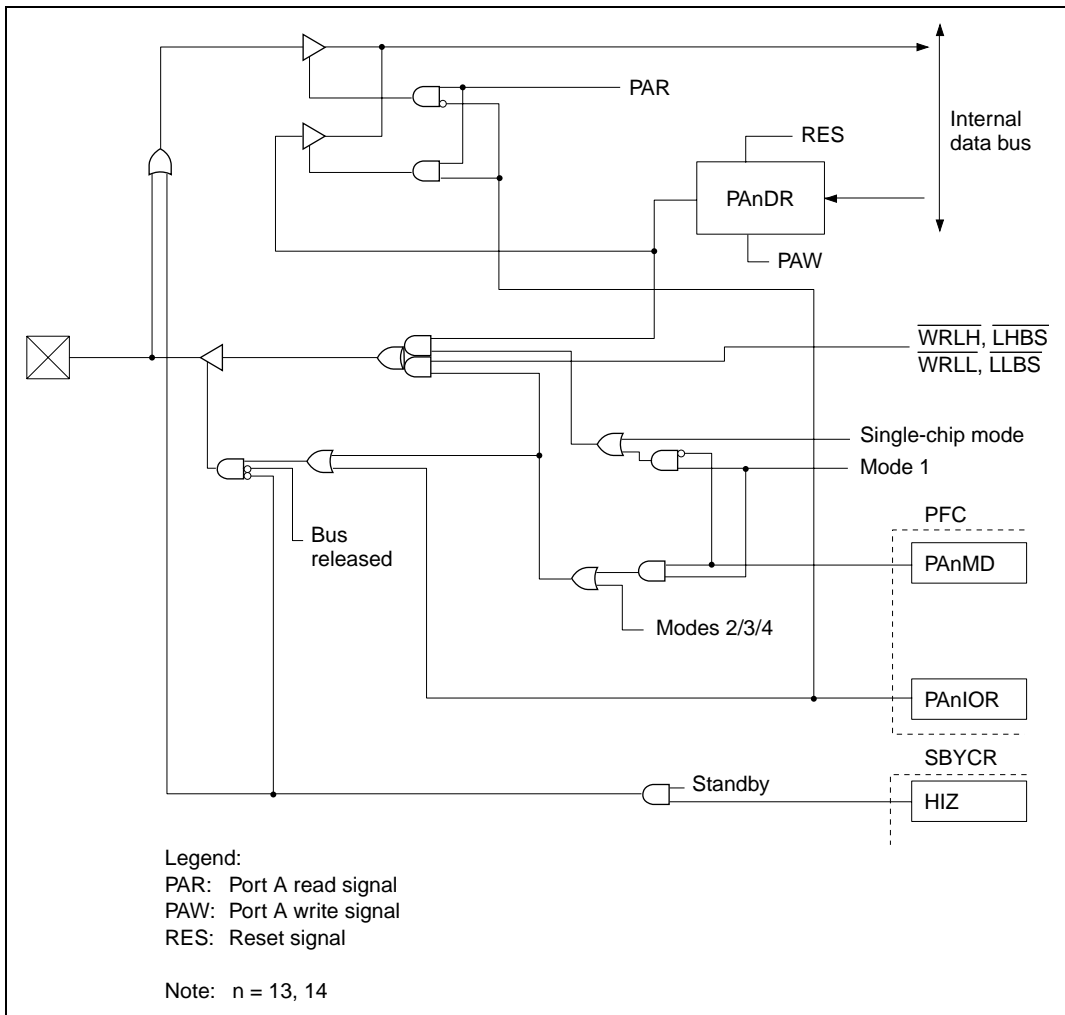 PAR
Internal
data bus
RES
PAnDR
PAW
WRLH, LHBS
WRLL, LLBS
Single-chip mode
Mode 1
Bus
released
PFC
PAnMD
Modes 2/3/4
PAnIOR
SBYCR
Standby
HIZ
Legend:
PAR: Port A read signal
PAW: Port A write signal
RES: Reset signal
Note: n = 13, 14